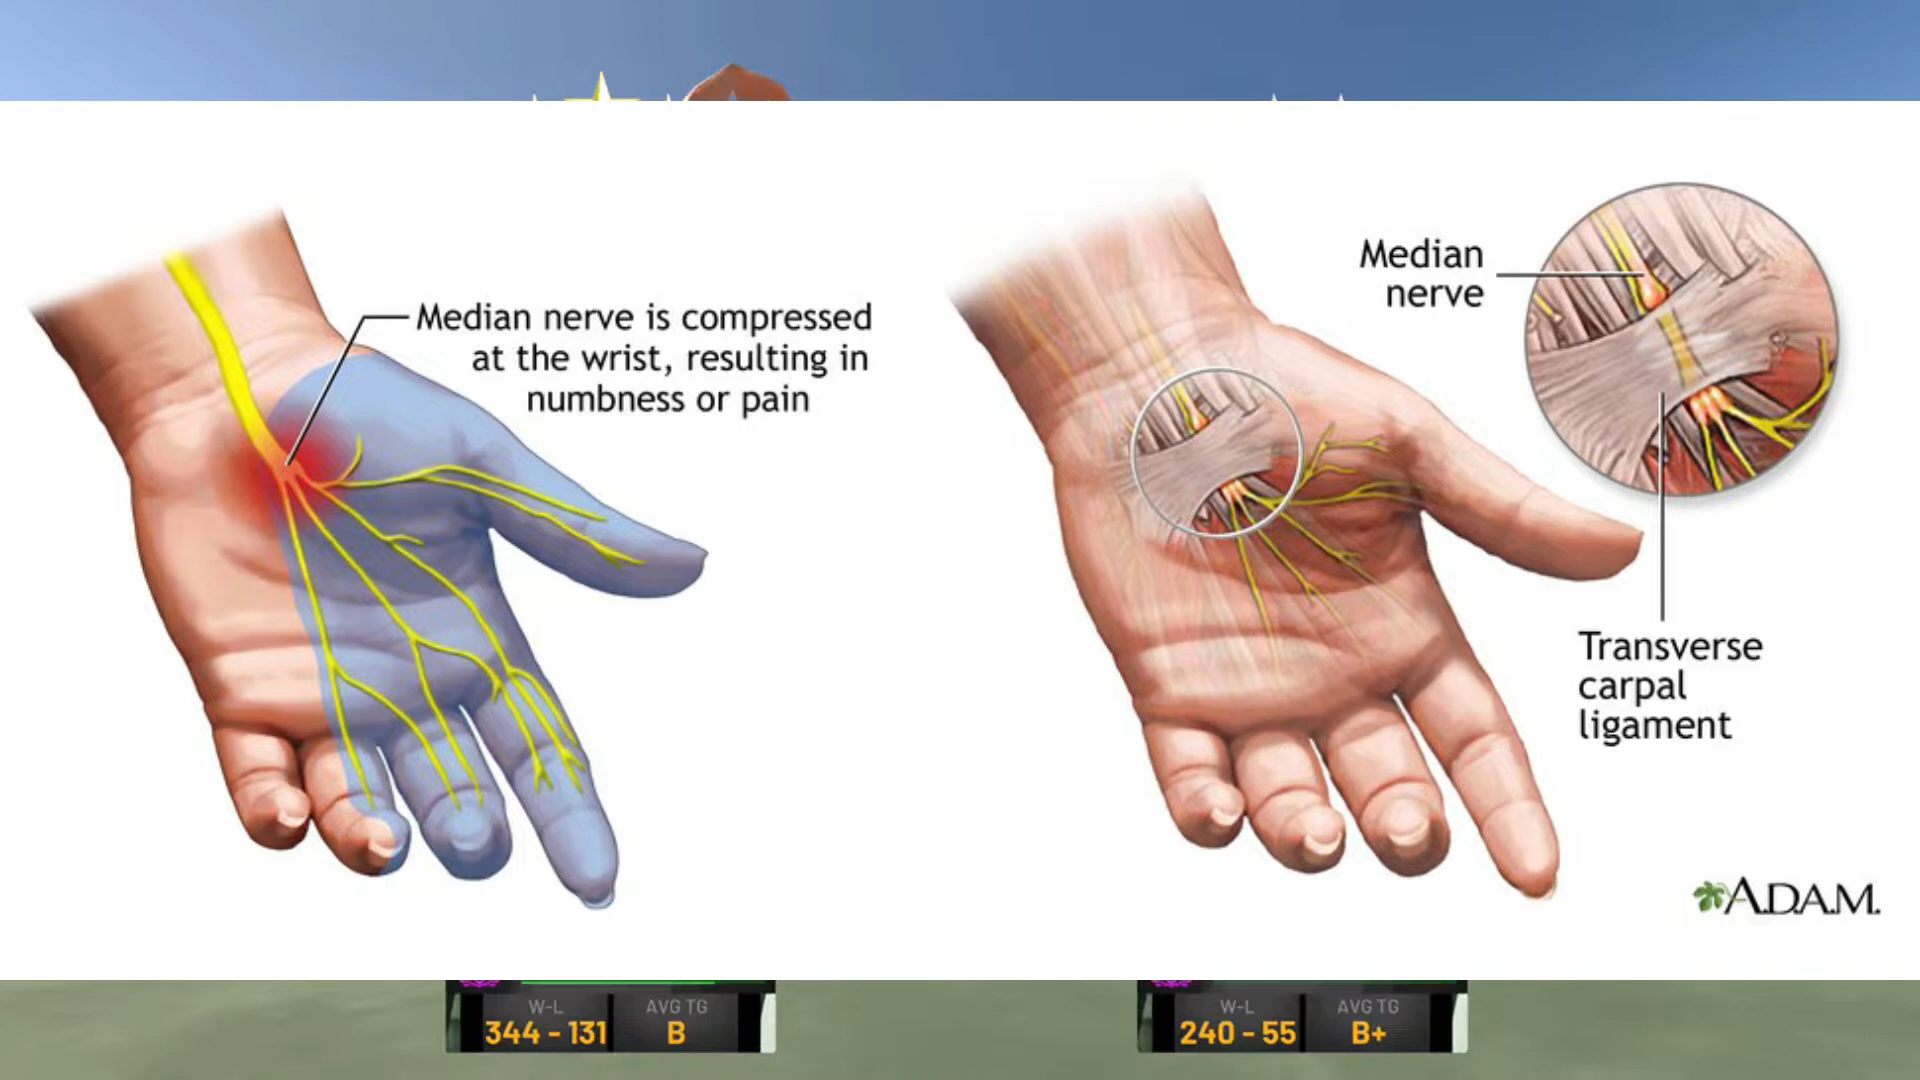 Median nerve is compressed
at the wrist, resulting in
numbness or pain
Median
nerve
Transverse
carpal
ligament
A.D.A.M.
W-L
344 - 131
AVG TG
B
W-L
240 - 55
AVG TG
B+